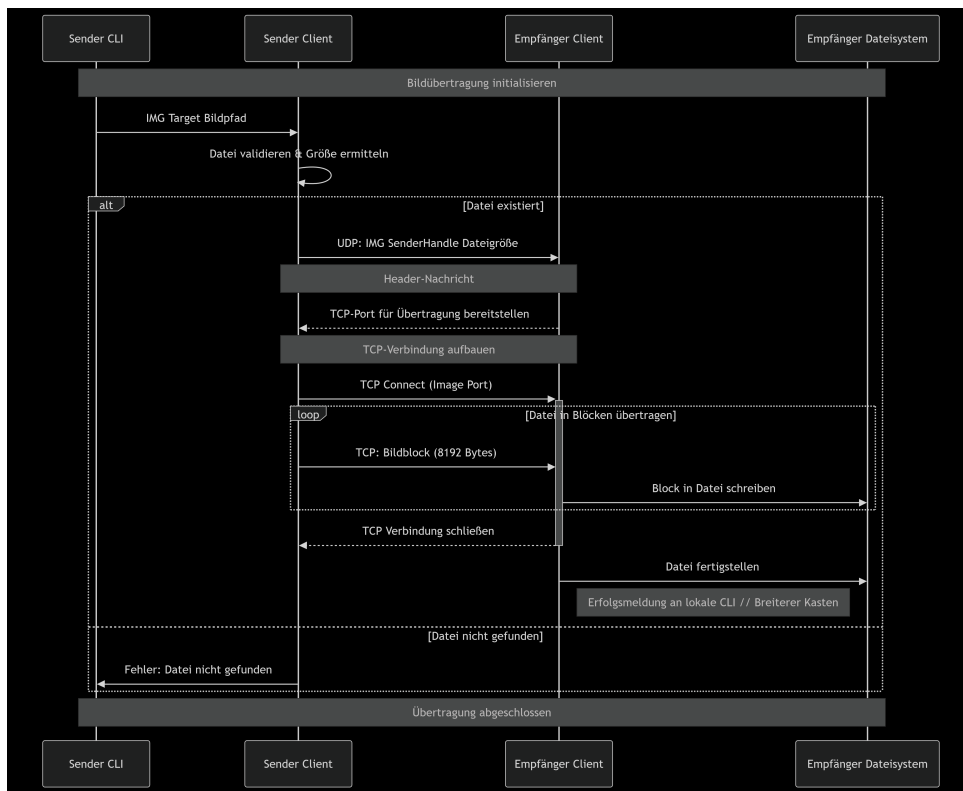 Sender CLI
Sender Client
Empfänger Client
Empfänger Dateisystem
Bildübertragung initialisieren
IMG Target Bildpfad
Datei validieren & Größe ermitteln
alt
[Datei existiert]
UDP: IMG SenderHandle Dateigröße
Header-Nachricht
TCP-Port für Übertragung bereitstellen
TCP-Verbindung aufbauen
TCP Connect (Image Port)
loop
[Datei in Blöcken übertragen]
TCP: Bildblock (8192 Bytes)
Block in Datei schreiben
TCP Verbindung schließen
Datei fertigstellen
Erfolgsmeldung an lokale CLI // Breiterer Kasten
[Datei nicht gefunden]
Fehler: Datei nicht gefunden
Übertragung abgeschlossen
Sender CLI
Sender Client
Empfänger Client
Empfänger Dateisystem